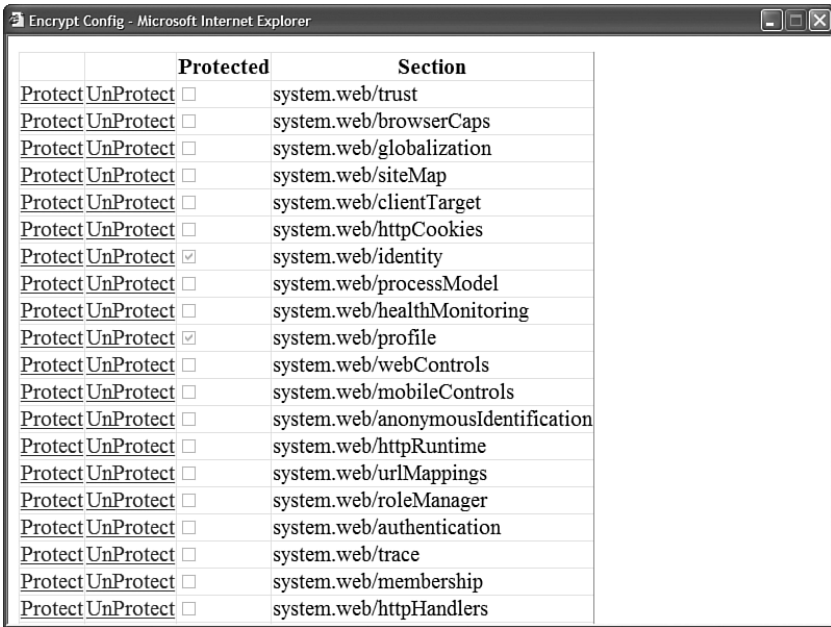 Encrypt Config - Microsoft Internet Explorer
Protected Section
Protect UnProtect system.web/trust
Protect UnProtect system.web/browserCaps
Protect UnProtect system.web/globalization
Protect UnProtect system.web/siteMap
Protect UnProtect system.web/clientTarget
Protect UnProtect system.web/httpCookies
Protect UnProtect system.web/identity
Protect UnProtect system.web/processModel
Protect UnProtect system.web/healthMonitoring
Protect UnProtect system.web/profile
Protect UnProtect system.web/webControls
Protect UnProtect system.web/mobileControls
Protect UnProtect system.web/anonymousIdentification
Protect UnProtect system.web/httpRuntime
Protect UnProtect system.web/urlMappings
Protect UnProtect system.web/roleManager
Protect UnProtect system.web/authentication
Protect UnProtect system.web/trace
Protect UnProtect system.web/membership
Protect UnProtect system.web/httpHandlers